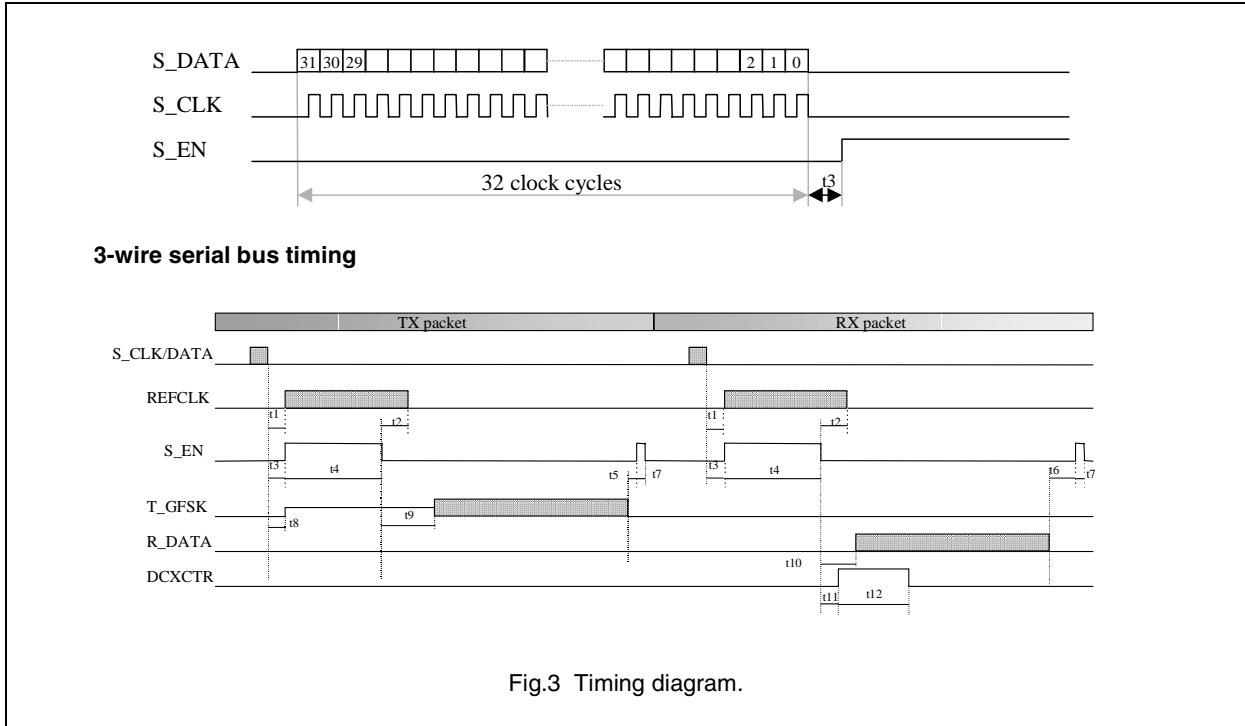 S_DATA 31 30 29 2 1 0
S_CLK
S_EN
32 clock cycles t3
3-wire serial bus timing
TX packet RX packet
S_CLK/DATA
REFCLK
t1 t2 t1 t2
S_EN
t3 t4 t5 t7 t3 t4 t6 t7
T_GFSK
t8 t9
R_DATA
t10
DCXCTR
t11 t12
Fig.3 Timing diagram.